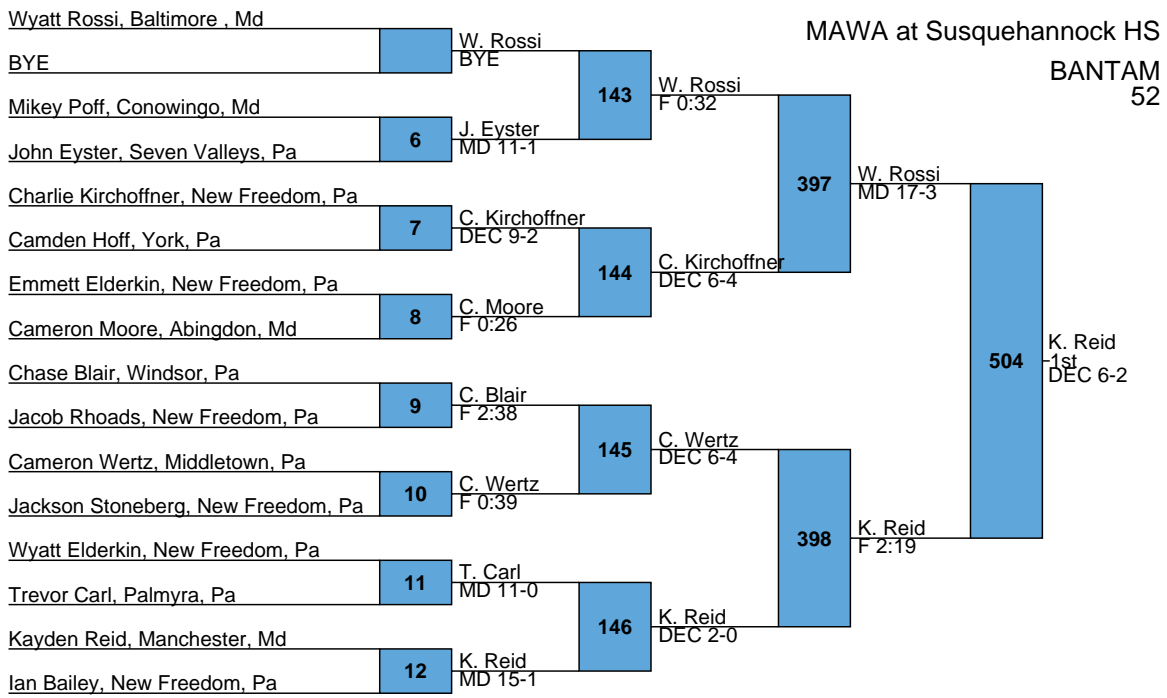 MAWA at Susquehannock HS
BANTAM
52
Wyatt Rossi, Baltimore , Md
BYE
Mikey Poff, Conowingo, Md
6
John Eyster, Seven Valleys, Pa
Charlie Kirchoffner, New Freedom, Pa
7
Camden Hoff, York, Pa
Emmett Elderkin, New Freedom, Pa
8
Cameron Moore, Abingdon, Md
Chase Blair, Windsor, Pa
9
Jacob Rhoads, New Freedom, Pa
Cameron Wertz, Middletown, Pa
10
Jackson Stoneberg, New Freedom, Pa
Wyatt Elderkin, New Freedom, Pa
11
Trevor Carl, Palmyra, Pa
Kayden Reid, Manchester, Md
12
Ian Bailey, New Freedom, Pa
W. Rossi
BYE
143
J. Eyster
MD 11-1
C. Kirchoffner
DEC 9-2
144
C. Moore
F 0:26
C. Blair
F 2:38
145
C. Wertz
F 0:39
T. Carl
MD 11-0
146
K. Reid
MD 15-1
W. Rossi
F 0:32
397
C. Kirchoffner
DEC 6-4
C. Wertz
DEC 6-4
398
K. Reid
DEC 2-0
W. Rossi
MD 17-3
504
K. Reid
F 2:19
K. Reid
1st
DEC 6-2